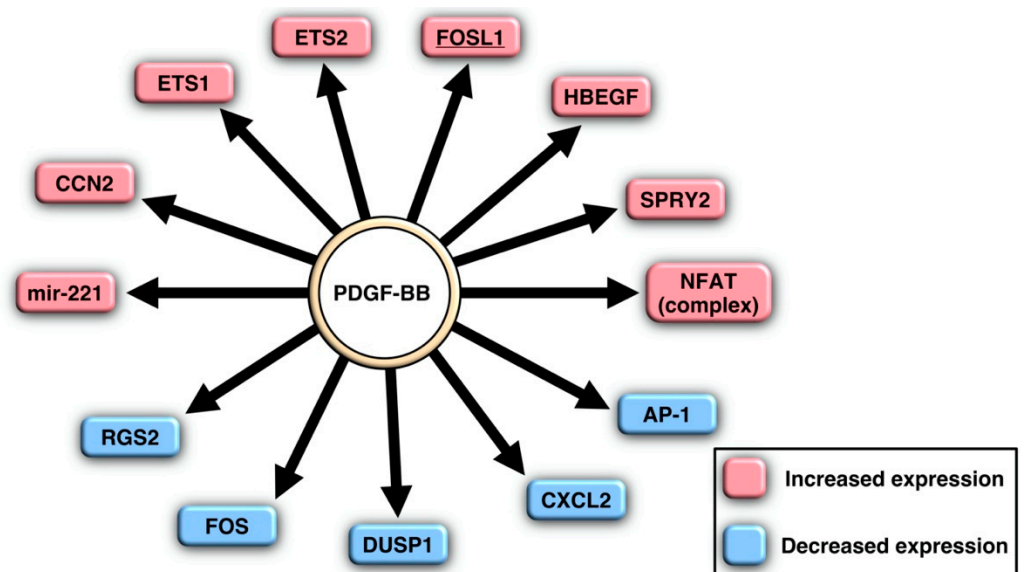 ETS2
FOSL1
ETS1
HBEGF
CCN2
SPRY2
mir-221
PDGF-BB
NFAT
(complex)
RGS2
AP-1
FOS
DUSP1
CXCL2
Increased expression
Decreased expression